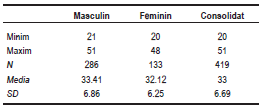 Masculin Feminin Consolidat
Minim 21 20 20
Maxim 51 48 51
N 286 133 419
Media 33.41 32.12 33
SD 6.86 6.25 6.69